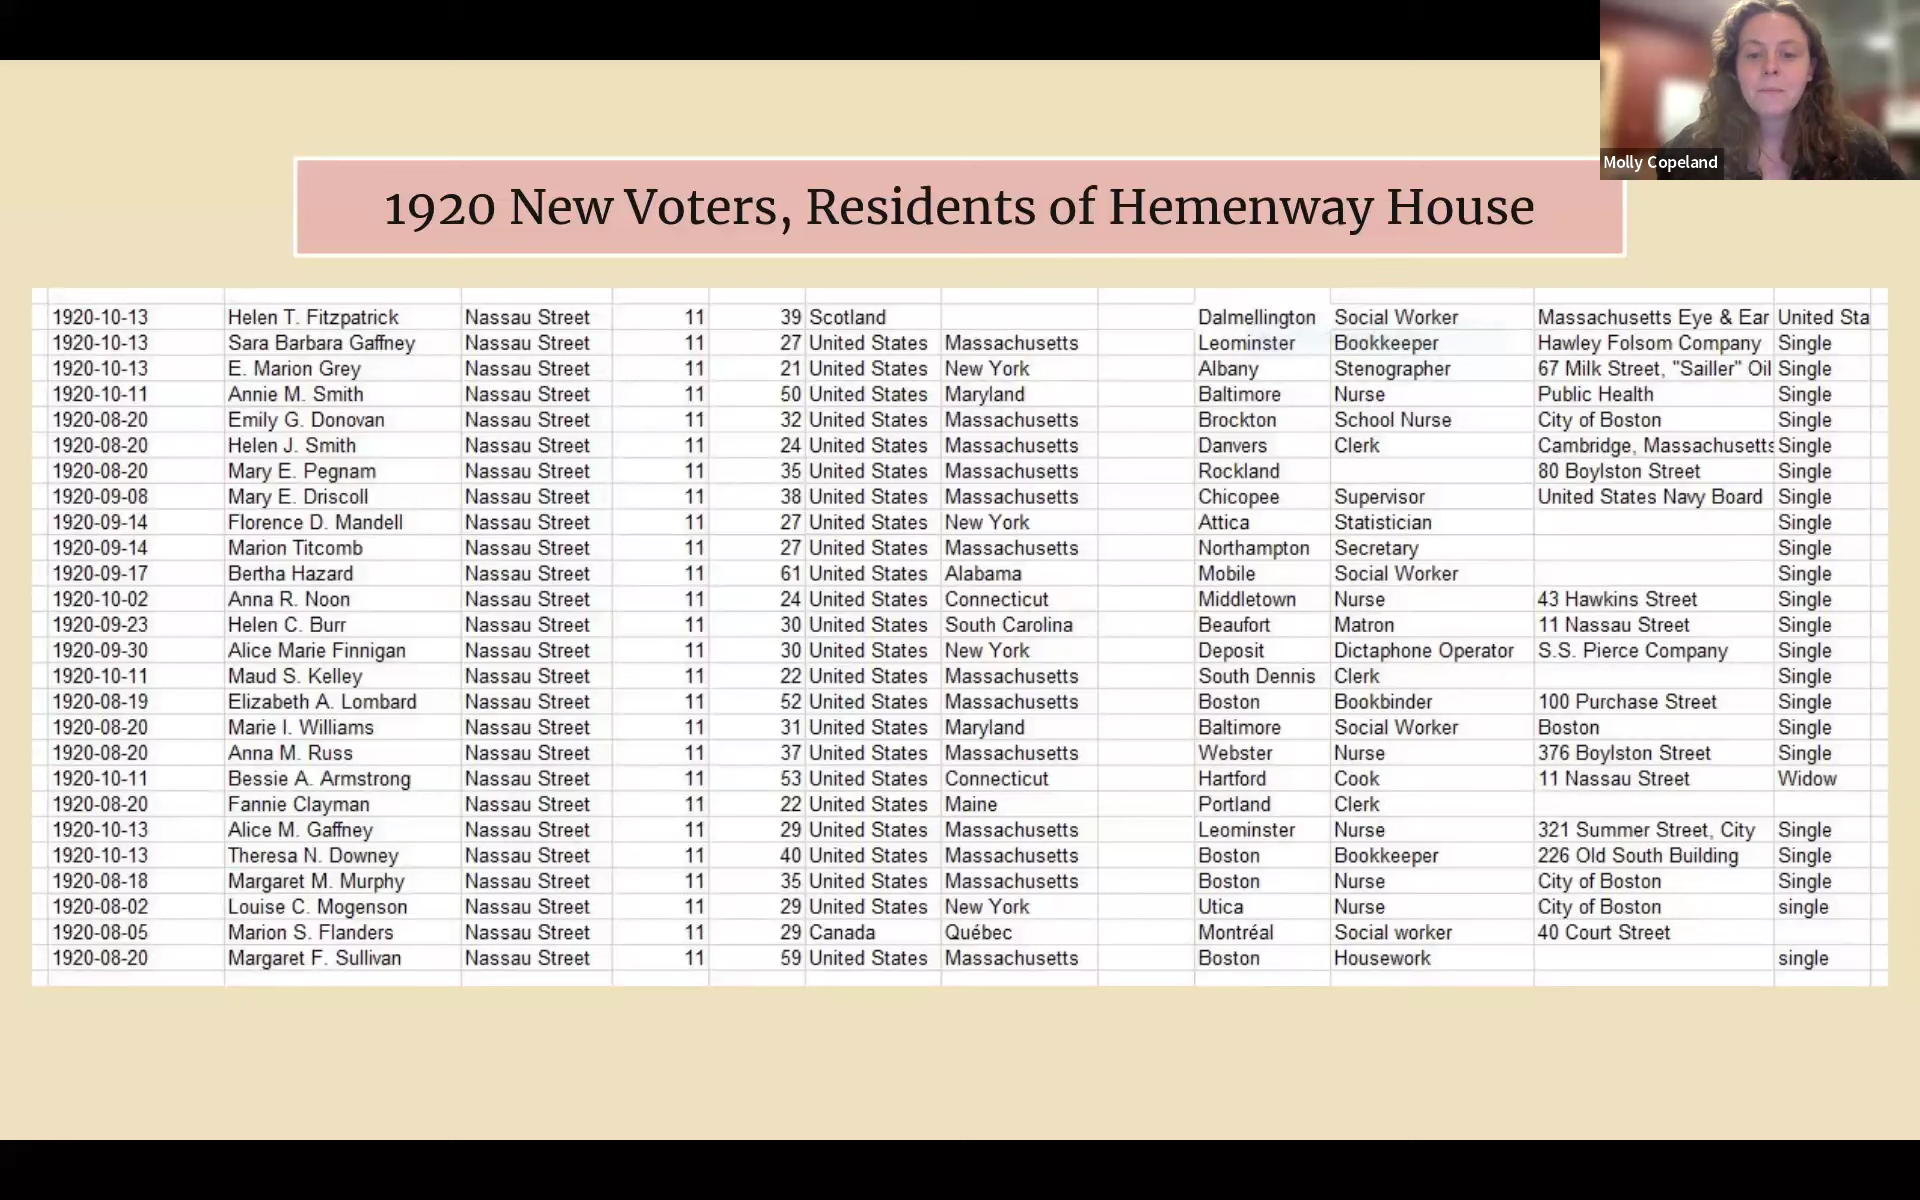 Molly Copeland
1920 New Voters, Residents of Hemenway House
1920-10-13 Helen T. Fitzpatrick Nassau Street 11 39 Scotland Dalmellington Social Worker Massachusetts Eye & Ear United Sta
1920-10-13 Sara Barbara Gaffney Nassau Street 11 27 United States Massachusetts Leominster Bookkeeper Hawley Folsom Company Single
1920-10-13 E. Marion Grey Nassau Street 11 21 United States New York Albany Stenographer 67 Milk Street, "Sailler" Oil Single
1920-10-11 Annie M. Smith Nassau Street 11 50 United States Maryland Baltimore Nurse Public Health Single
1920-08-20 Emily G. Donovan Nassau Street 11 32 United States Massachusetts Brockton School Nurse City of Boston Single
1920-08-20 Helen J. Smith Nassau Street 11 24 United States Massachusetts Danvers Clerk Cambridge, Massachusetts Single
1920-08-20 Mary E. Pegnam Nassau Street 11 35 United States Massachusetts Rockland 80 Boylston Street Single
1920-09-08 Mary E. Driscoll Nassau Street 11 38 United States Massachusetts Chicopee Supervisor United States Navy Board Single
1920-09-14 Florence D. Mandell Nassau Street 11 27 United States New York Attica Statistician Single
1920-09-14 Marion Titcomb Nassau Street 11 27 United States Massachusetts Northampton Secretary Single
1920-09-17 Bertha Hazard Nassau Street 11 61 United States Alabama Mobile Social Worker Single
1920-10-02 Anna R. Noon Nassau Street 11 24 United States Connecticut Middletown Nurse 43 Hawkins Street Single
1920-09-23 Helen C. Burr Nassau Street 11 30 United States South Carolina Beaufort Matron 11 Nassau Street Single
1920-09-30 Alice Marie Finnigan Nassau Street 11 30 United States New York Deposit Dictaphone Operator S.S. Pierce Company Single
1920-10-11 Maud S. Kelley Nassau Street 11 22 United States Massachusetts South Dennis Clerk Single
1920-08-19 Elizabeth A. Lombard Nassau Street 11 52 United States Massachusetts Boston Bookbinder 100 Purchase Street Single
1920-08-20 Marie I. Williams Nassau Street 11 31 United States Maryland Baltimore Social Worker Boston Single
1920-08-20 Anna M. Russ Nassau Street 11 37 United States Massachusetts Webster Nurse 376 Boylston Street Single
1920-10-11 Bessie A. Armstrong Nassau Street 11 53 United States Connecticut Hartford Cook 11 Nassau Street Widow
1920-08-20 Fannie Clayman Nassau Street 11 22 United States Maine Portland Clerk
1920-10-13 Alice M. Gaffney Nassau Street 11 29 United States Massachusetts Leominster Nurse 321 Summer Street, City Single
1920-10-13 Theresa N. Downey Nassau Street 11 40 United States Massachusetts Boston Bookkeeper 226 Old South Building Single
1920-08-18 Margaret M. Murphy Nassau Street 11 35 United States Massachusetts Boston Nurse City of Boston Single
1920-08-02 Louise C. Mogenson Nassau Street 11 29 United States New York Utica Nurse City of Boston single
1920-08-05 Marion S. Flanders Nassau Street 11 29 Canada Québec Montréal Social worker 40 Court Street
1920-08-20 Margaret F. Sullivan Nassau Street 11 59 United States Massachusetts Boston Housework single